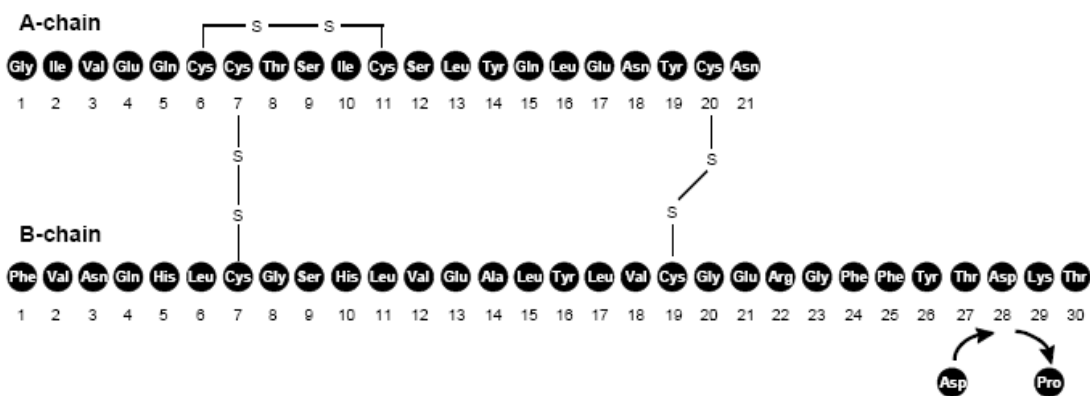 A-chain
S S
Gly Ile Val Glu Gln Cys Cys Thr Ser Ile Cys Ser Leu Tyr Gln Leu Glu Asn Tyr Cys Asn
1 2 3 4 5 6 7 8 9 10 11 12 13 14 15 16 17 18 19 20 21
S S
S S
B-chain
Phe Val Asn Gln His Leu Cys Gly Ser His Leu Val Glu Ala Leu Tyr Leu Val Cys Gly Glu Arg Gly Phe Phe Tyr Thr Asp Lys Thr
1 2 3 4 5 6 7 8 9 10 11 12 13 14 15 16 17 18 19 20 21 22 23 24 25 26 27 28 29 30
Asp Pro